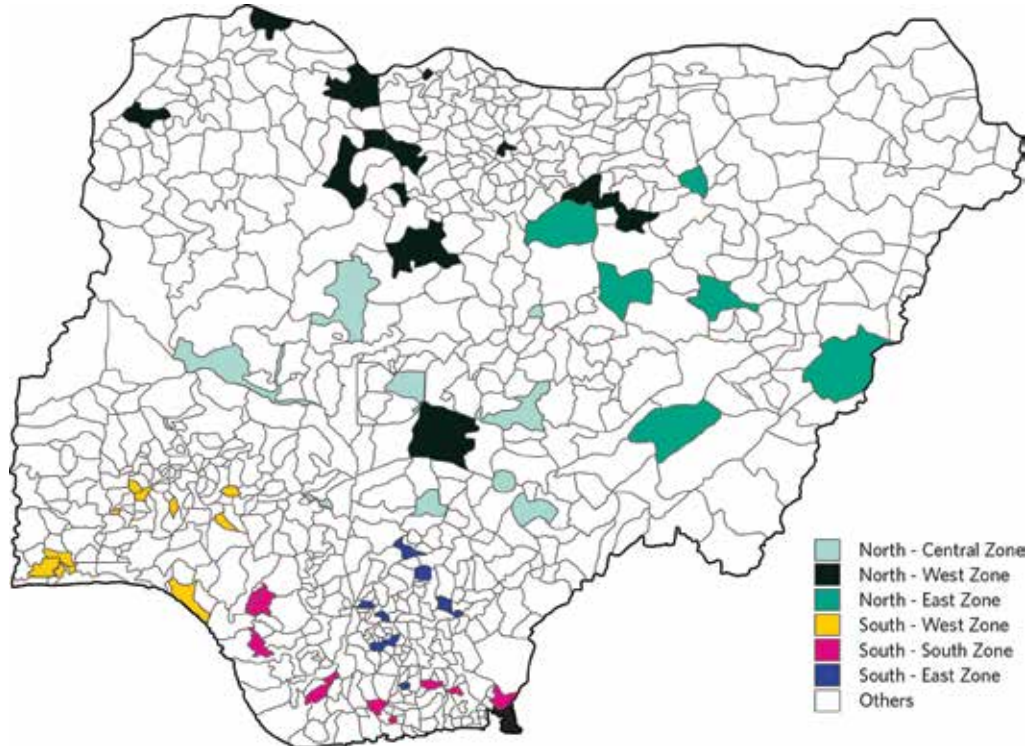 North - Central Zone
North - West Zone
North - East Zone
South - West Zone
South - South Zone
South - East Zone
Others